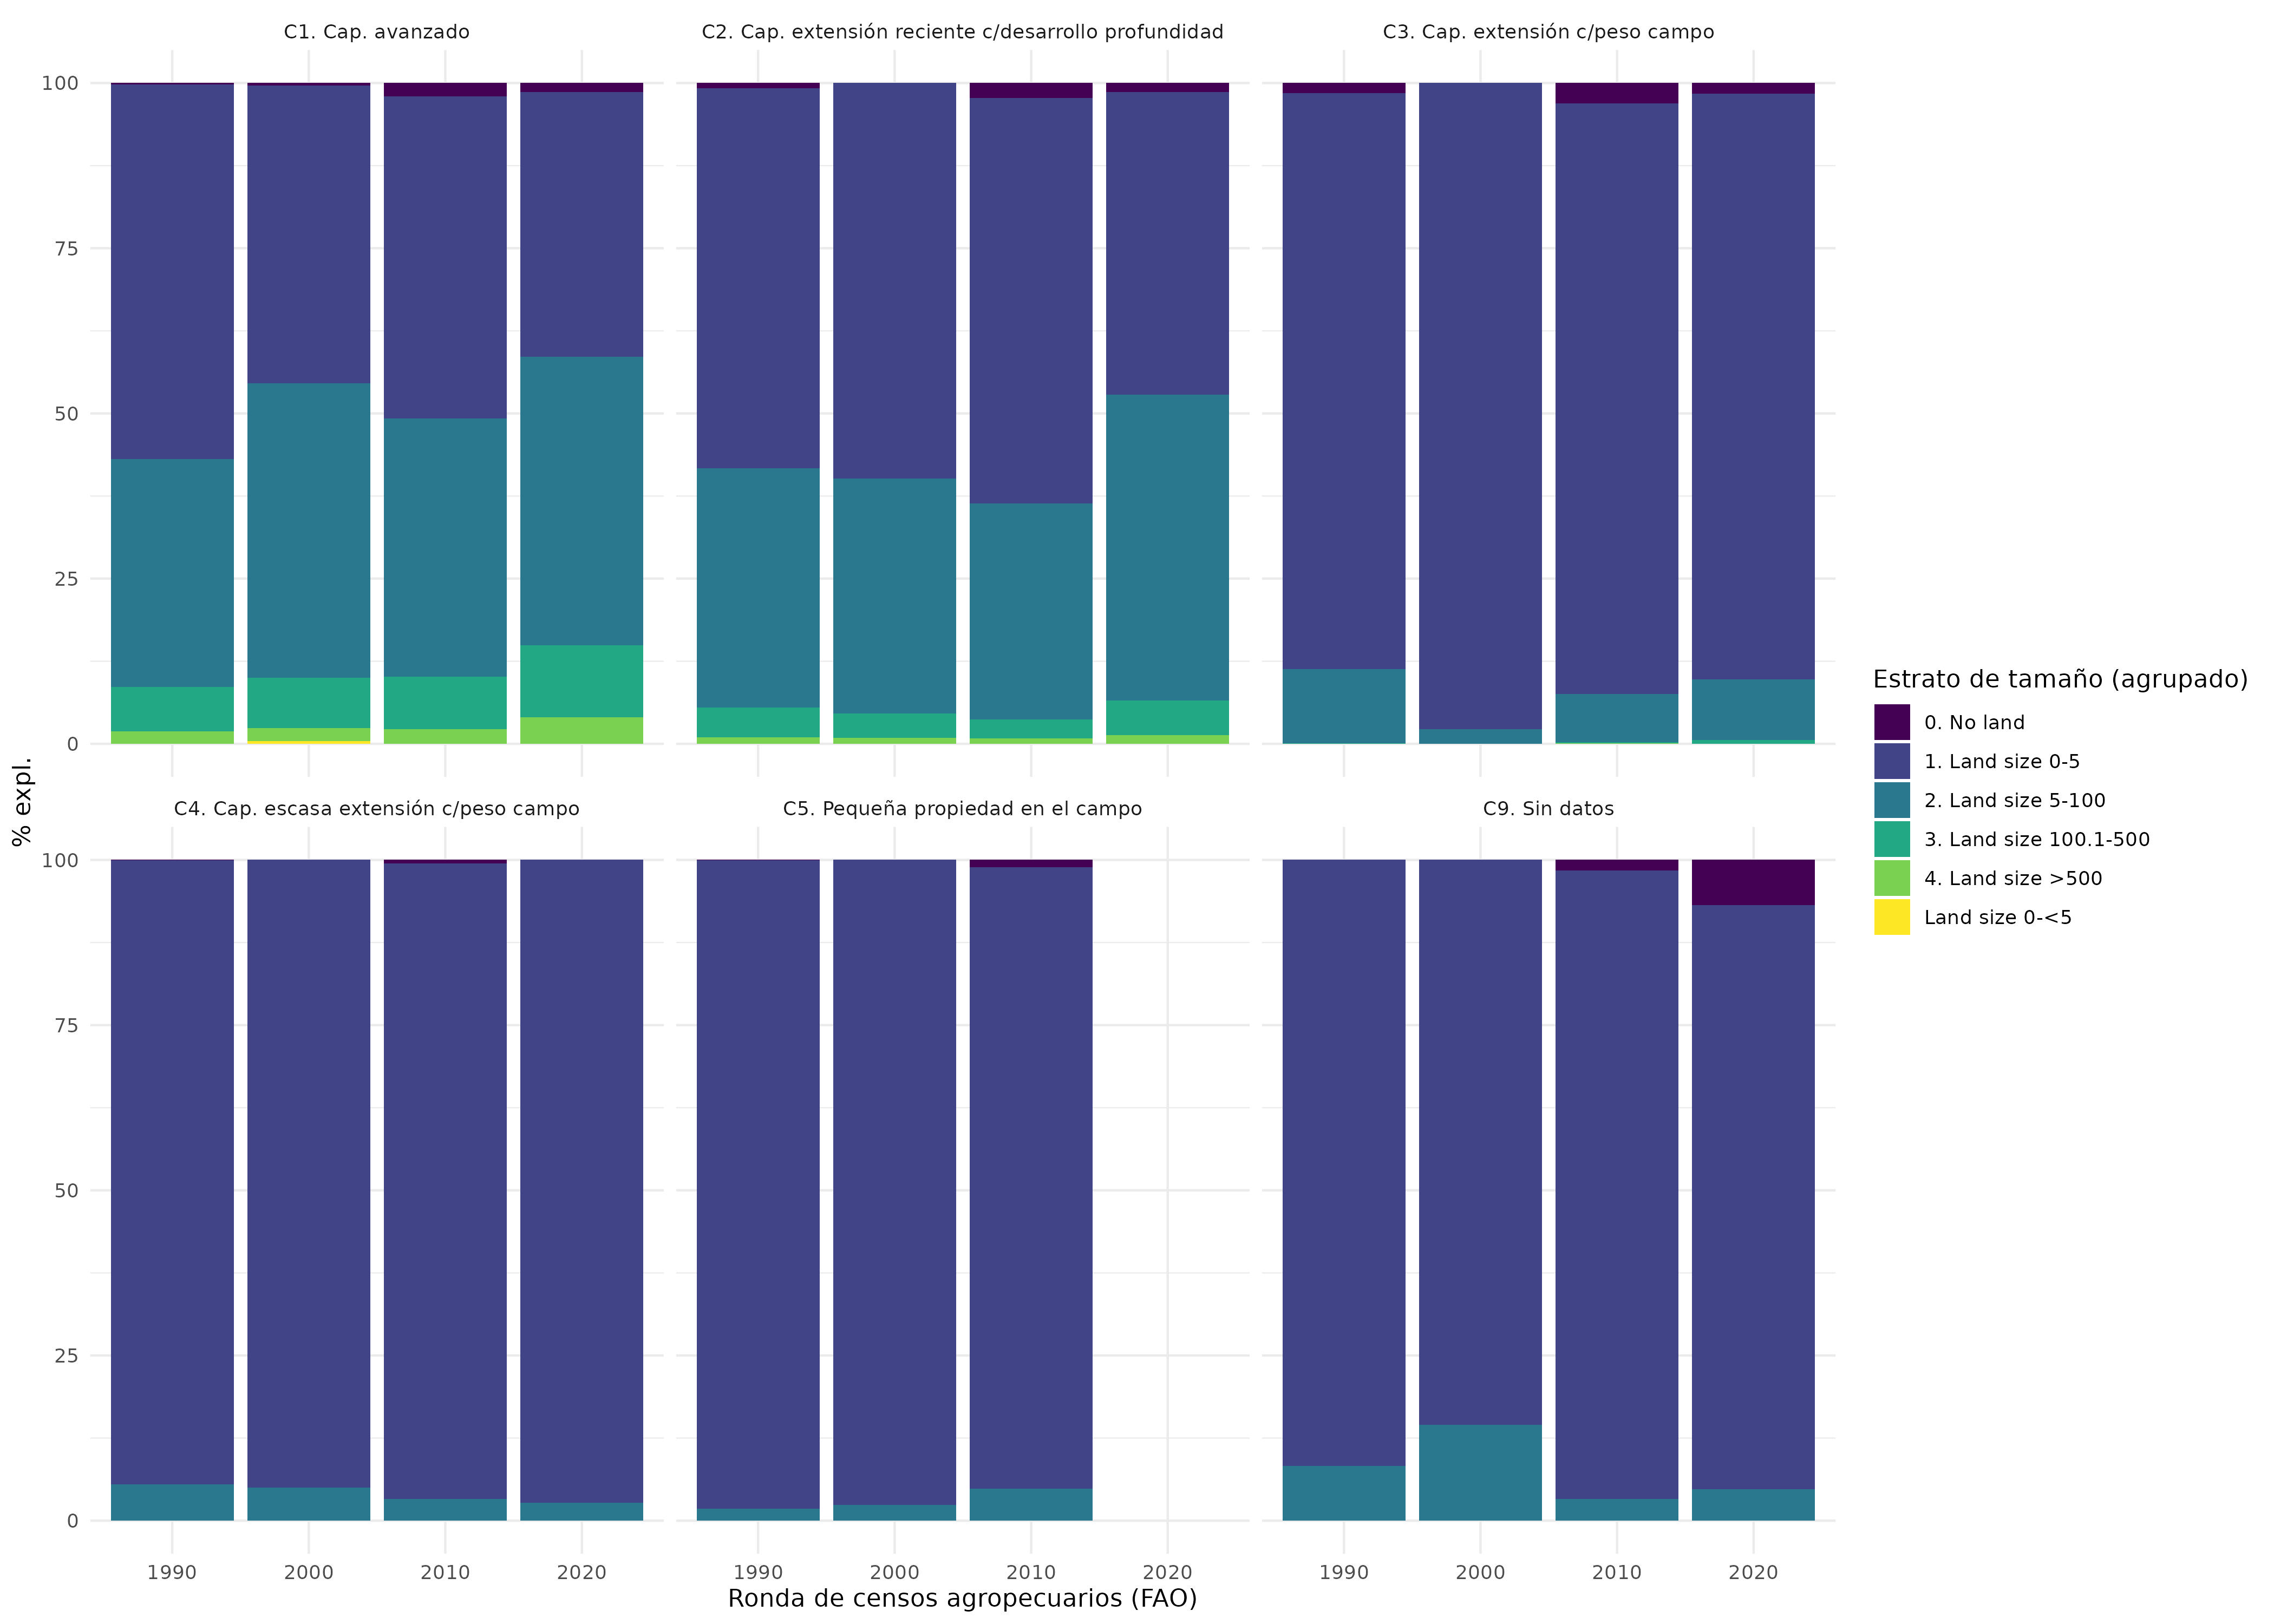 C1. Cap. avanzado
C2. Cap. extensión reciente c/desarrollo profundidad
C3. Cap. extensión c/peso campo
100
75
50
25
0
C4. Cap. escasa extensión c/peso campo
C5. Pequeña propiedad en el campo
C9. Sin datos
100
75
50
25
0
1990
2000
2010
2020
1990
2000
2010
2020
1990
2000
2010
2020
Ronda de censos agropecuarios (FAO)
% expl.
Estrato de tamaño (agrupado)
0. No land
1. Land size 0-5
2. Land size 5-100
3. Land size 100.1-500
4. Land size >500
Land size 0-<5